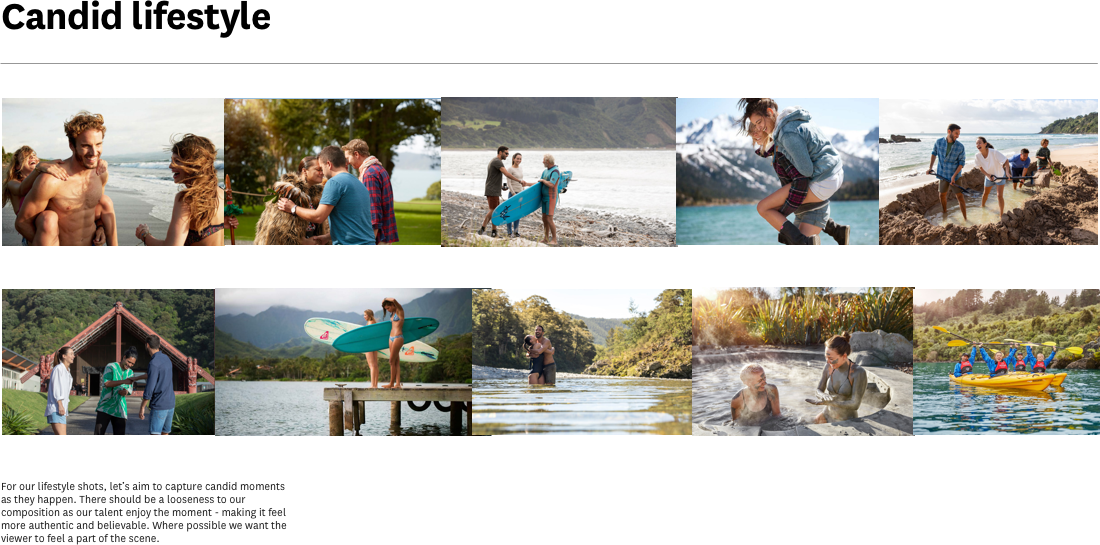 Candid lifestyle
For our lifestyle shots, let's aim to capture candid moments
as they happen. There should be a looseness to our
composition as our talent enjoy the moment - making it feel
more authentic and believable. Where possible we want the
viewer to feel a part of the scene.